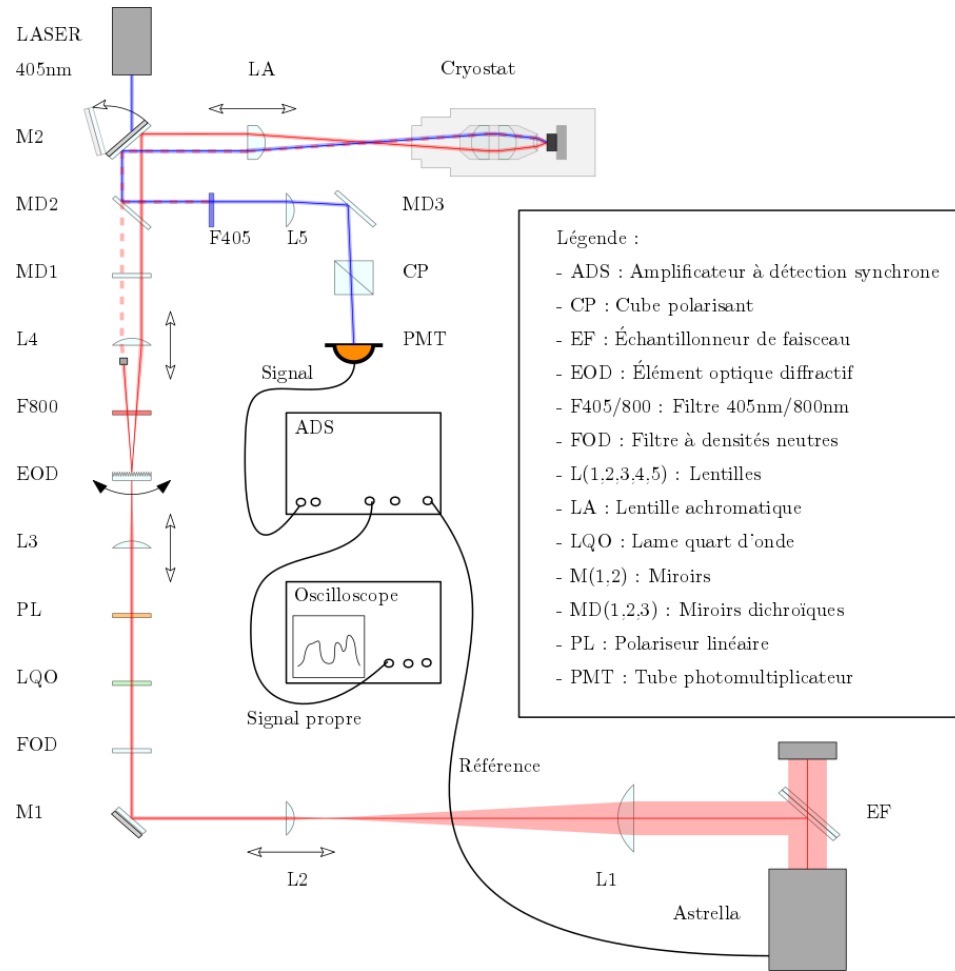 LASER
405nm
LA
Cryostat
M2
MD2
MD3
F405
L5
MD1
CP
L4
PMT
Signal
F800
ADS
EOD
L3
Oscilloscope
PL
LQO
Signal propre
FOD
Référence
M1
EF
L2
L1
Astrella
Légende :
- ADS : Amplificateur à détection synchrone
- CP : Cube polarisant
- EF : Échantillonneur de faisceau
- EOD : Élément optique diffractif
- F405/800 : Filtre 405nm/800nm
- FOD : Filtre à densités neutres
- L(1,2,3,4,5) : Lentilles
- LA : Lentille achromatique
- LQO : Lame quart d'onde
- M(1,2) : Miroirs
- MD(1,2,3) : Miroirs dichroïques
- PL : Polariseur linéaire
- PMT : Tube photomultiplicateur